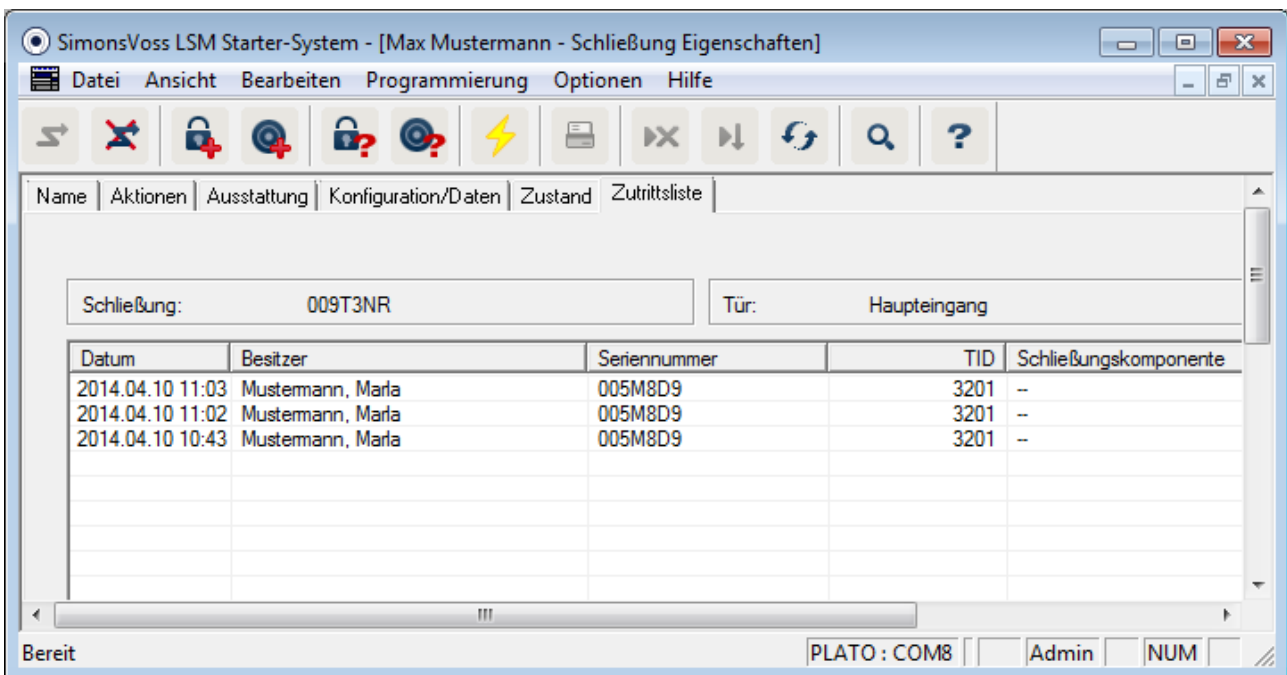 SimonsVoss LSM Starter-System - [Max Mustermann - Schließung Eigenschaften]
Datei Ansicht Bearbeiten Programmierung Optionen Hilfe
Name Aktionen Ausstattung Konfiguration/Daten Zustand Zutrittsliste
Schließung: 009T3NR Tür: Haupteingang
Datum Besitzer Seriennummer TID Schließungskomponente
2014.04.10 11:03 Mustermann, Marla 005M8D9 3201 --
2014.04.10 11:02 Mustermann, Marla 005M8D9 3201 --
2014.04.10 10:43 Mustermann, Marla 005M8D9 3201 --
Bereit PLATO : COM8 Admin NUM